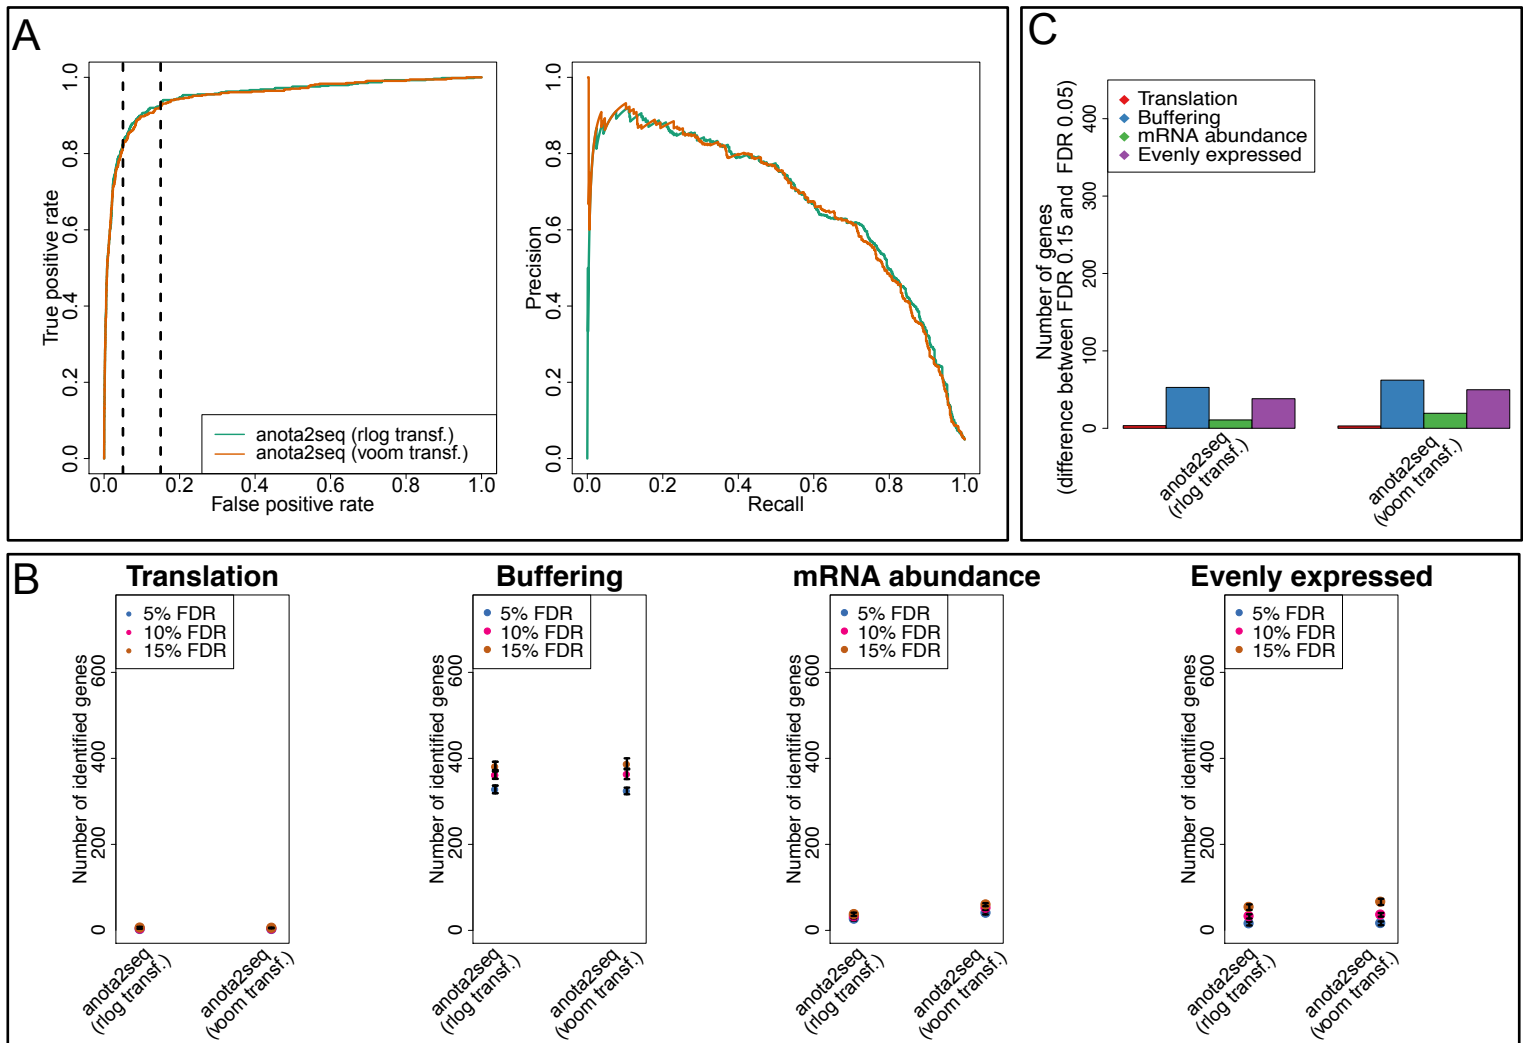 A
True positive rate
0.0 0.2 0.4 0.6 0.8 1.0
anota2seq (rlog transf.)
anota2seq (voom transf.)
0.0 0.2 0.4 0.6 0.8 1.0
False positive rate
Precision
0.0 0.2 0.4 0.6 0.8 1.0
0.0 0.2 0.4 0.6 0.8 1.0
Recall
C
Number of genes
(difference between FDR 0.15 and FDR 0.05)
0 100 200 300 400
Translation
Buffering
mRNA abundance
Evenly expressed
anota2seq
(rlog transf.)
anota2seq
(voom transf.)
B
Translation
5% FDR
10% FDR
15% FDR
Number of identified genes
0 200 400 600
anota2seq
(rlog transf.)
anota2seq
(voom transf.)
Buffering
5% FDR
10% FDR
15% FDR
Number of identified genes
0 200 400 600
anota2seq
(rlog transf.)
anota2seq
(voom transf.)
mRNA abundance
5% FDR
10% FDR
15% FDR
Number of identified genes
0 200 400 600
anota2seq
(rlog transf.)
anota2seq
(voom transf.)
Evenly expressed
5% FDR
10% FDR
15% FDR
Number of identified genes
0 200 400 600
anota2seq
(rlog transf.)
anota2seq
(voom transf.)